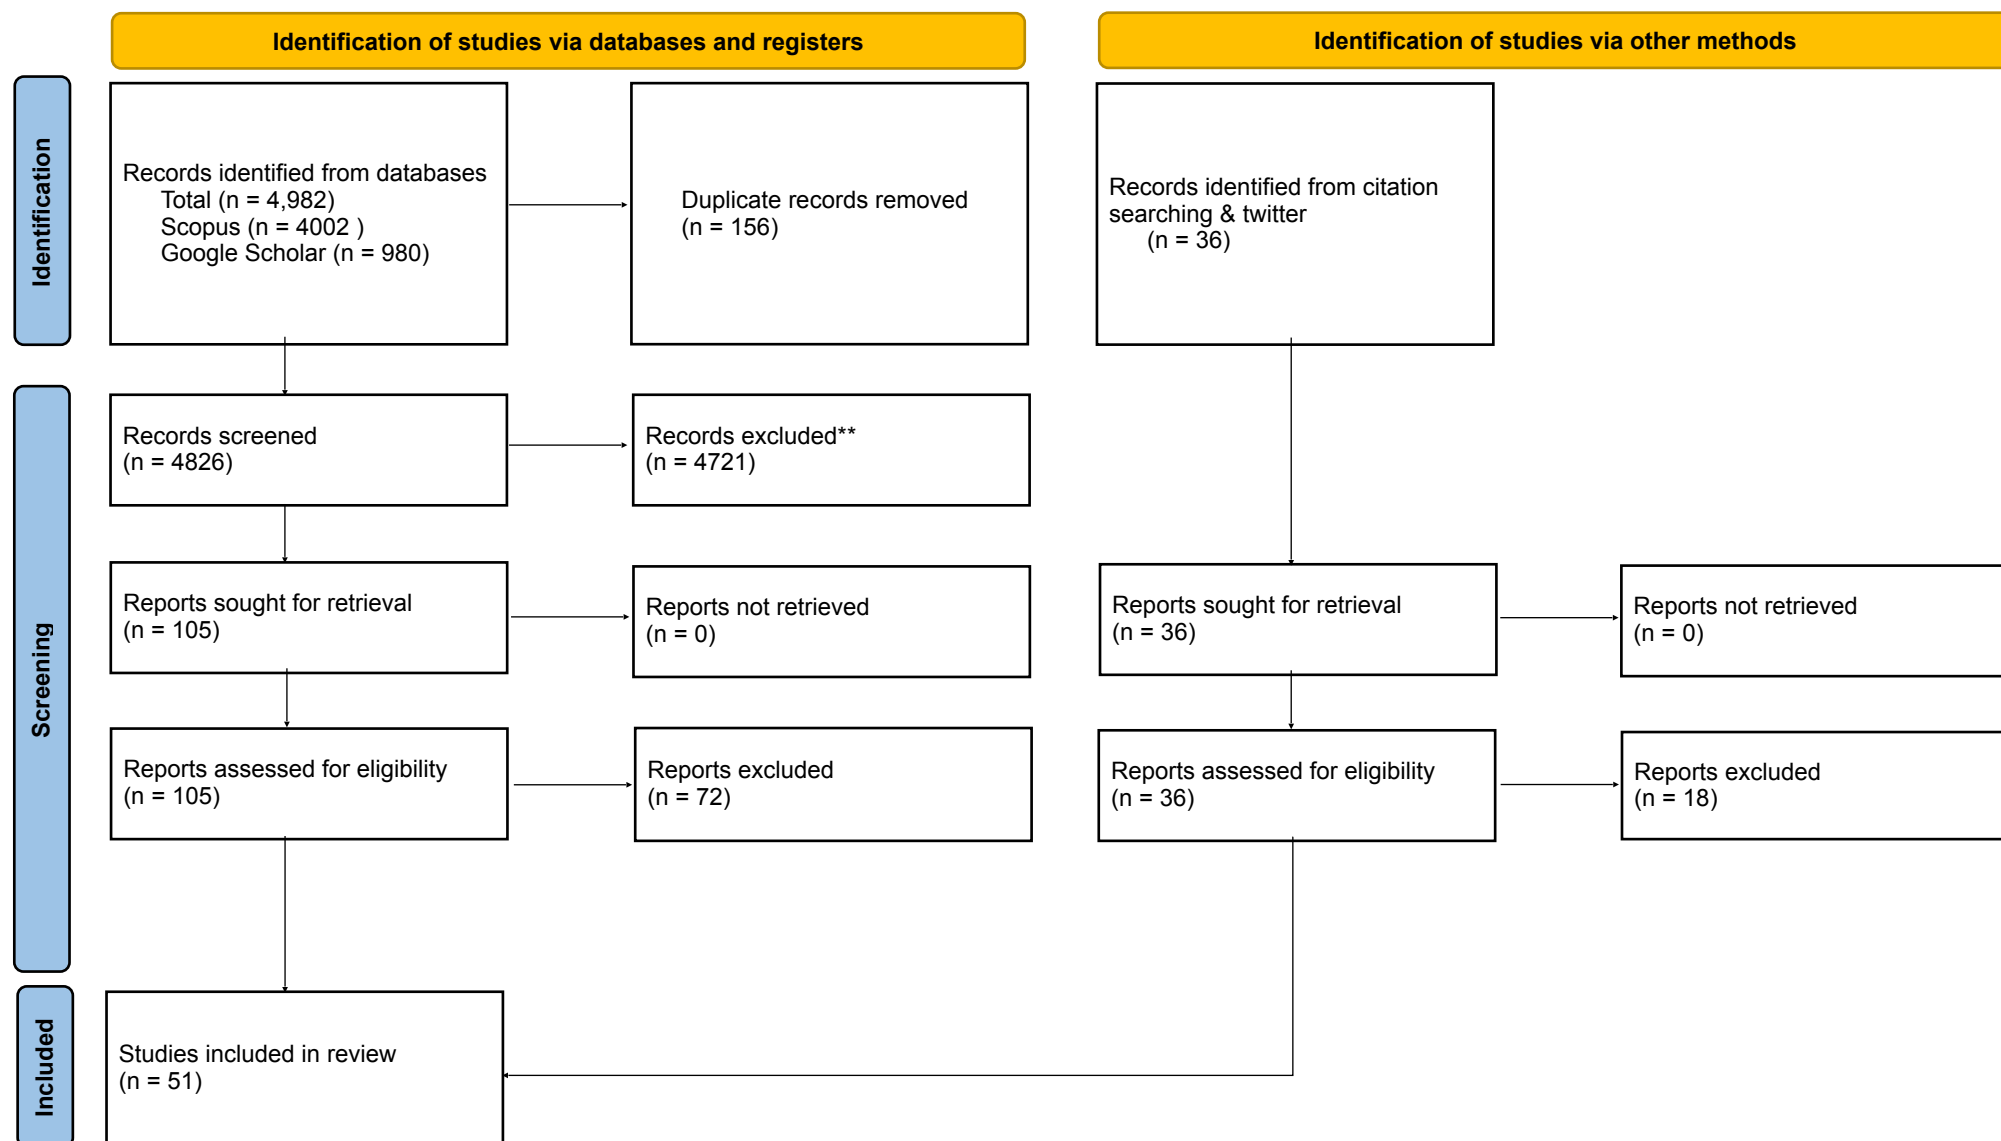 Identification of studies via databases and registers
Identification of studies via other methods
Identification
Records identified from databases
Total (n = 4,982)
Scopus (n = 4002 )
Google Scholar (n = 980)
Duplicate records removed
(n = 156)
Records identified from citation
searching & twitter
(n = 36)
Screening
Records screened
(n = 4826)
Records excluded**
(n = 4721)
Reports sought for retrieval
(n = 105)
Reports not retrieved
(n = 0)
Reports sought for retrieval
(n = 36)
Reports not retrieved
(n = 0)
Reports assessed for eligibility
(n = 105)
Reports excluded
(n = 72)
Reports assessed for eligibility
(n = 36)
Reports excluded
(n = 18)
Included
Studies included in review
(n = 51)